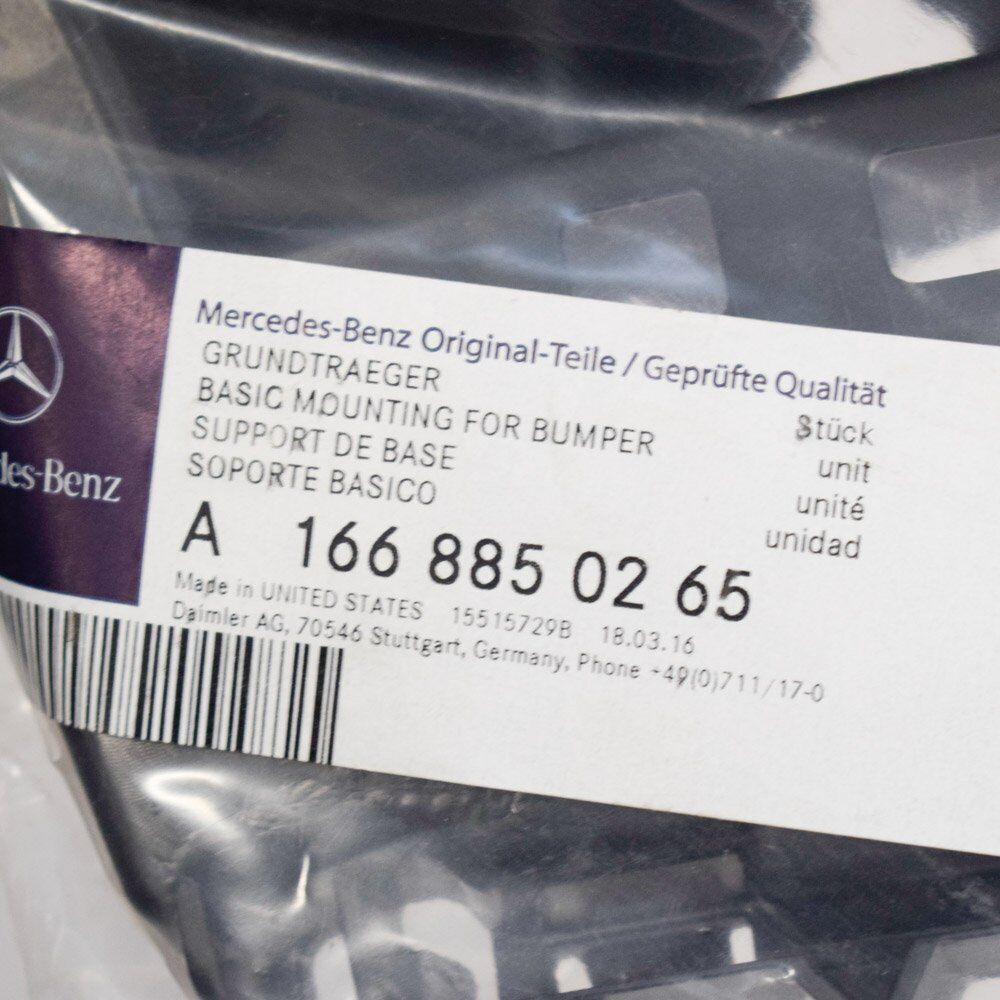 Mercedes-Benz Original-Teile / Geprüfte Qualität
GRUNDTRAEGER Stück
BASIC MOUNTING FOR BUMPER unit
SUPPORT DE BASE unité
SOPORTE BASICO unidad
A 166 885 02 65
Made in UNITED STATES 15515729B 18.03.16
Daimler AG, 70546 Stuttgart, Germany, Phone +49(0)711/17-0
des-Benz